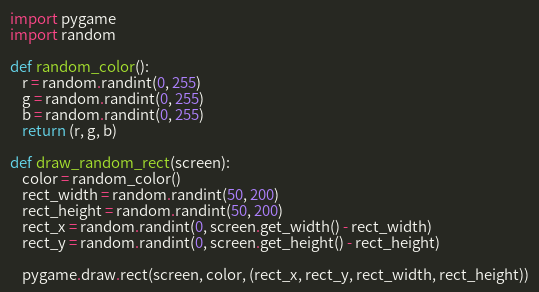 import pygame
import random

def random_color():
    r = random.randint(0, 255)
    g = random.randint(0, 255)
    b = random.randint(0, 255)
    return (r, g, b)

def draw_random_rect(screen):
    color = random_color()
    rect_width = random.randint(50, 200)
    rect_height = random.randint(50, 200)
    rect_x = random.randint(0, screen.get_width() - rect_width)
    rect_y = random.randint(0, screen.get_height() - rect_height)

    pygame.draw.rect(screen, color, (rect_x, rect_y, rect_width, rect_height))